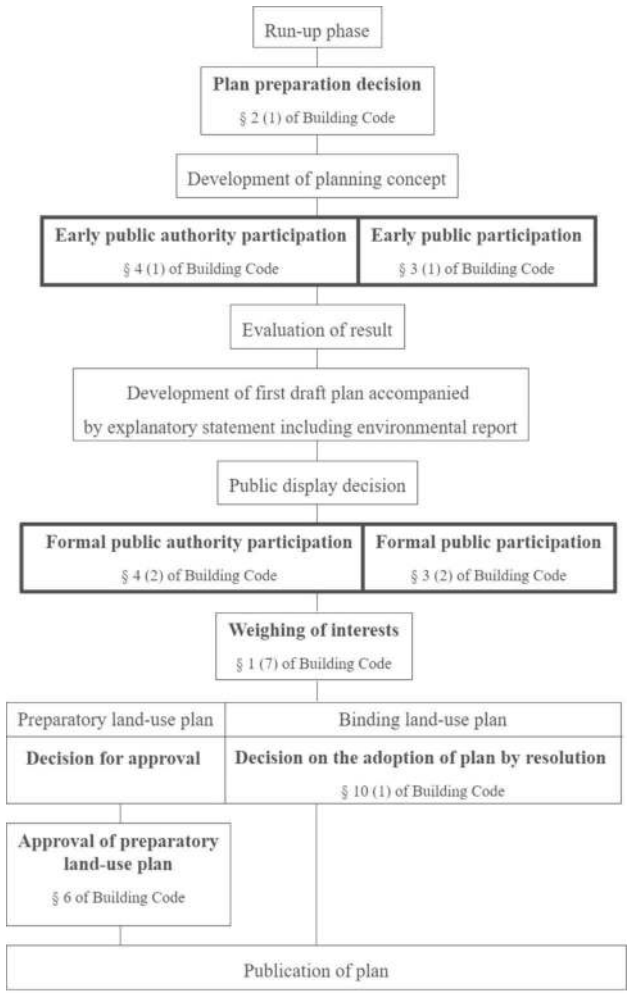 Run-up phase
Plan preparation decision
§ 2 (1) of Building Code
Development of planning concept
Early public authority participation
§ 4 (1) of Building Code
Early public participation
§ 3 (1) of Building Code
Evaluation of result
Development of first draft plan accompanied
by explanatory statement including environmental report
Public display decision
Formal public authority participation
§ 4 (2) of Building Code
Formal public participation
§ 3 (2) of Building Code
Weighing of interests
§ 1 (7) of Building Code
Preparatory land-use plan
Binding land-use plan
Decision for approval
Decision on the adoption of plan by resolution
§ 10 (1) of Building Code
Approval of preparatory
land-use plan
§ 6 of Building Code
Publication of plan